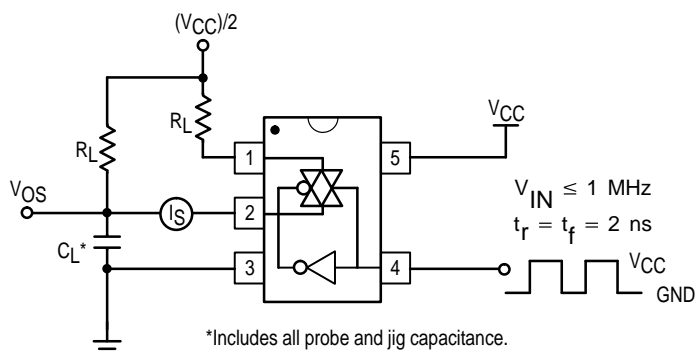 (VCC)/2
RL
RL
VCC
1
5
VOS
IS
2
VIN ≤ 1 MHz
tr = tf = 2 ns
CL*
3
4
VCC
GND
*Includes all probe and jig capacitance.